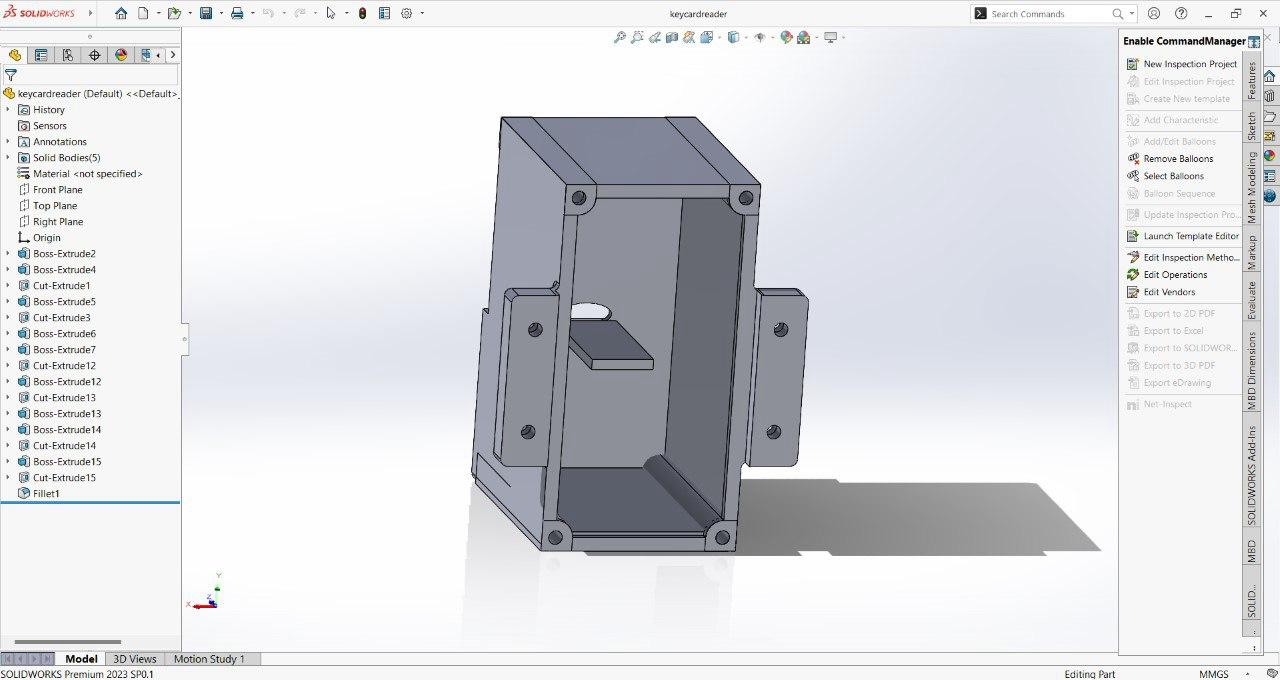 SOLIDWORKS
keycardreader
Search Commands
Enable CommandManager
New Inspection Project
Edit Inspection Project
Create New template
Add Characteristic
Add/Edit Balloons
Remove Balloons
Select Balloons
Balloon Sequence
Update Inspection Pro...
Launch Template Editor
Edit Inspection Metho...
Edit Operations
Edit Vendors
Export to 2D PDF
Export to Excel
Export to SOLIDWOR...
Export to 3D PDF
Export eDrawing
Net-Inspect
Features
Sketch
Mesh Modeling
Markup
Evaluate
MBD Dimensions
SOLIDWORKS Add-Ins
MBD
SOLID...
keycardreader (Default) <<Default>_
History
Sensors
Annotations
Solid Bodies(5)
Material <not specified>
Front Plane
Top Plane
Right Plane
Origin
Boss-Extrude2
Boss-Extrude4
Cut-Extrude1
Boss-Extrude5
Cut-Extrude3
Boss-Extrude6
Boss-Extrude7
Cut-Extrude12
Boss-Extrude12
Cut-Extrude13
Boss-Extrude13
Boss-Extrude14
Cut-Extrude14
Boss-Extrude15
Cut-Extrude15
Fillet1
Y
X
Z
Model 3D Views Motion Study 1
SOLIDWORKS Premium 2023 SP0.1 Editing Part MMGS